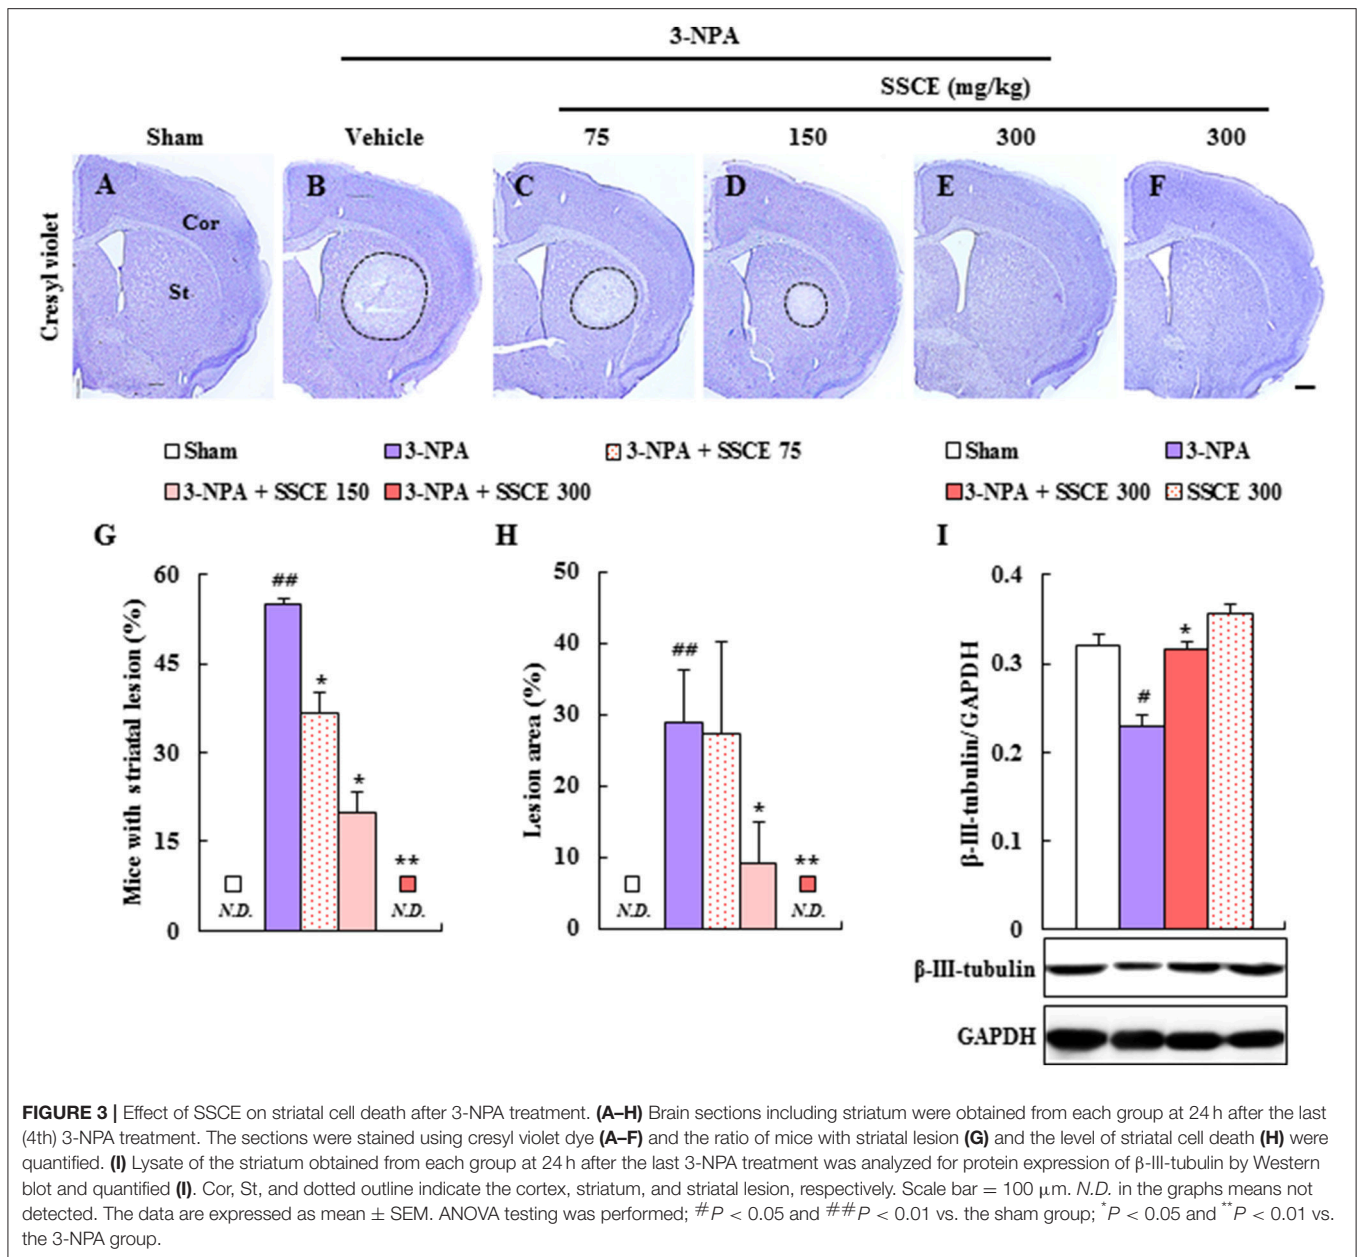 3-NPA
SSCE (mg/kg)
Sham Vehicle 75 150 300 300
Cresyl violet
A B C D E F
Cor
St
Sham 3-NPA 3-NPA + SSCE 75
3-NPA + SSCE 150 3-NPA + SSCE 300
Sham 3-NPA
3-NPA + SSCE 300 SSCE 300
G
Mice with striatal lesion (%)
60
45
30
15
0
##
*
*
**
N.D.
N.D.
H
Lesion area (%)
50
40
30
20
10
0
##
*
**
N.D.
N.D.
I
β-III-tubulin/GAPDH
0.4
0.3
0.2
0.1
0
#
*
β-III-tubulin
GAPDH
FIGURE 3 | Effect of SSCE on striatal cell death after 3-NPA treatment. (A–H) Brain sections including striatum were obtained from each group at 24 h after the last
(4th) 3-NPA treatment. The sections were stained using cresyl violet dye (A–F) and the ratio of mice with striatal lesion (G) and the level of striatal cell death (H) were
quantified. (I) Lysate of the striatum obtained from each group at 24 h after the last 3-NPA treatment was analyzed for protein expression of β-III-tubulin by Western
blot and quantified (I). Cor, St, and dotted outline indicate the cortex, striatum, and striatal lesion, respectively. Scale bar = 100 μm. N.D. in the graphs means not
detected. The data are expressed as mean ± SEM. ANOVA testing was performed; #P < 0.05 and ##P < 0.01 vs. the sham group; *P < 0.05 and **P < 0.01 vs.
the 3-NPA group.